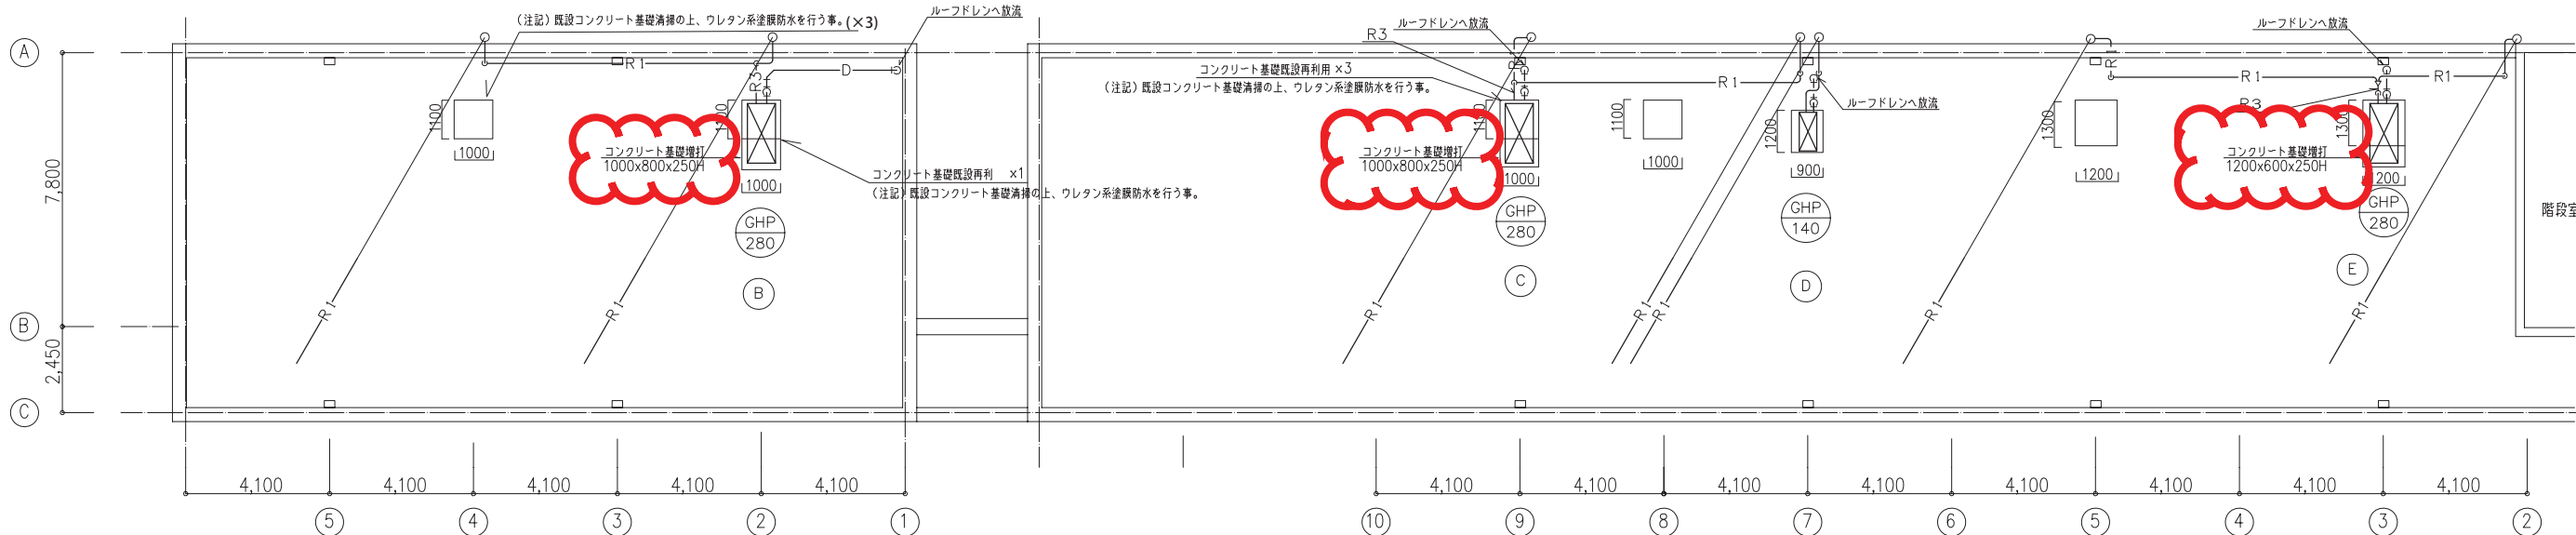 （注記）既設コンクリート基礎清掃の上、ウレタン系塗膜防水を行う事。(×3)
ルーフドレンへ放流
ルーフドレンへ放流
ルーフドレンへ放流
R3
A
R1
D
R3
コンクリート基礎既設再利用 ×3
（注記）既設コンクリート基礎清掃の上、ウレタン系塗膜防水を行う事。
R1
ルーフドレンへ放流
R1
R1
R1
R3
1100
1000
1100
コンクリート基礎増打
1000x800x250H
1000
コンクリート基礎既設再利 x1
（注記）既設コンクリート基礎清掃の上、ウレタン系塗膜防水を行う事。
1100
コンクリート基礎増打
1000x800x250H
1000
1100
1000
1200
900
1300
1200
1300
コンクリート基礎増打
1200x600x250H
1200
7,800
GHP
280
GHP
280
GHP
140
GHP
280
階段室
B
C
D
E
R1
R1
R1
R1
R1
R1
R1
B
2,450
C
4,100
4,100
4,100
4,100
4,100
4,100
4,100
4,100
4,100
4,100
4,100
4,100
4,100
5
4
3
2
1
10
9
8
7
6
5
4
3
2